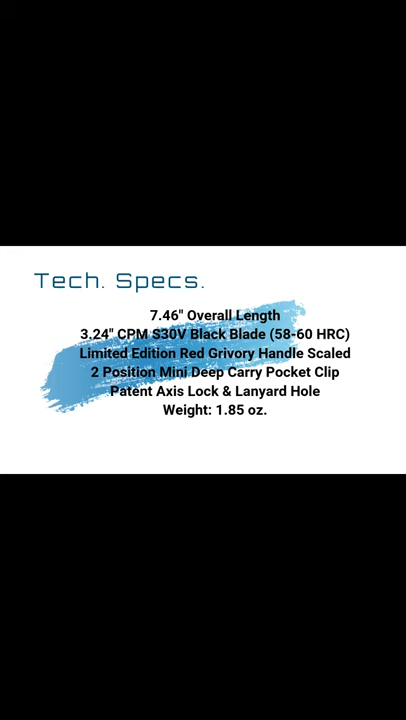 Tech. Specs.
7.46" Overall Length
3.24" CPM S30V Black Blade (58-60 HRC)
Limited Edition Red Grivory Handle Scaled
2 Position Mini Deep Carry Pocket Clip
Patent Axis Lock & Lanyard Hole
Weight: 1.85 oz.